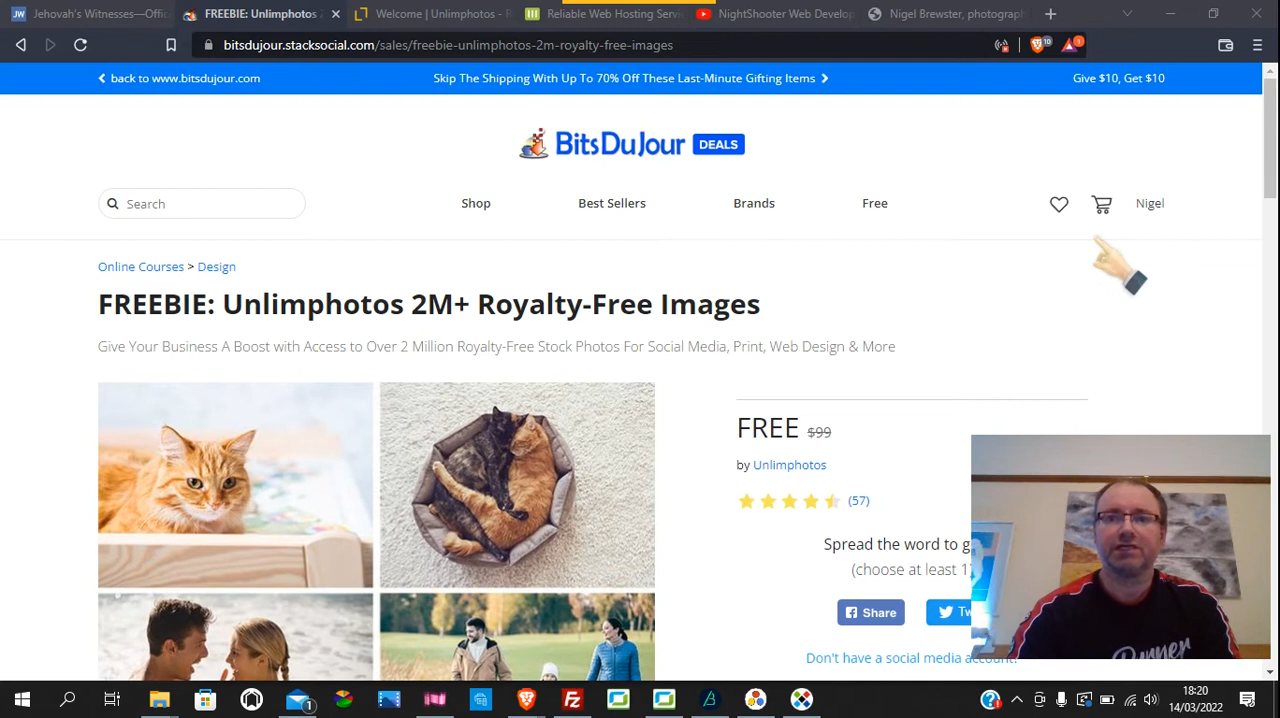 Jehovah's Witnesses—Offic
FREEBIE: Unlimphotos 2
Welcome | Unlimphotos - R
Reliable Web Hosting Servi
NightShooter Web Develop
Nigel Brewster, photograph
bitsdujour.stacksocial.com/sales/freebie-unlimphotos-2m-royalty-free-images
10
1
back to www.bitsdujour.com
Skip The Shipping With Up To 70% Off These Last-Minute Gifting Items
Give $10, Get $10
BitsDuJour DEALS
Search
Shop
Best Sellers
Brands
Free
Nigel
Online Courses > Design
FREEBIE: Unlimphotos 2M+ Royalty-Free Images
Give Your Business A Boost with Access to Over 2 Million Royalty-Free Stock Photos For Social Media, Print, Web Design & More
FREE $99
by Unlimphotos
(57)
Spread the word to g
(choose at least 1
Share
Tw
Don't have a social media account?
Runner
18:20
14/03/2022